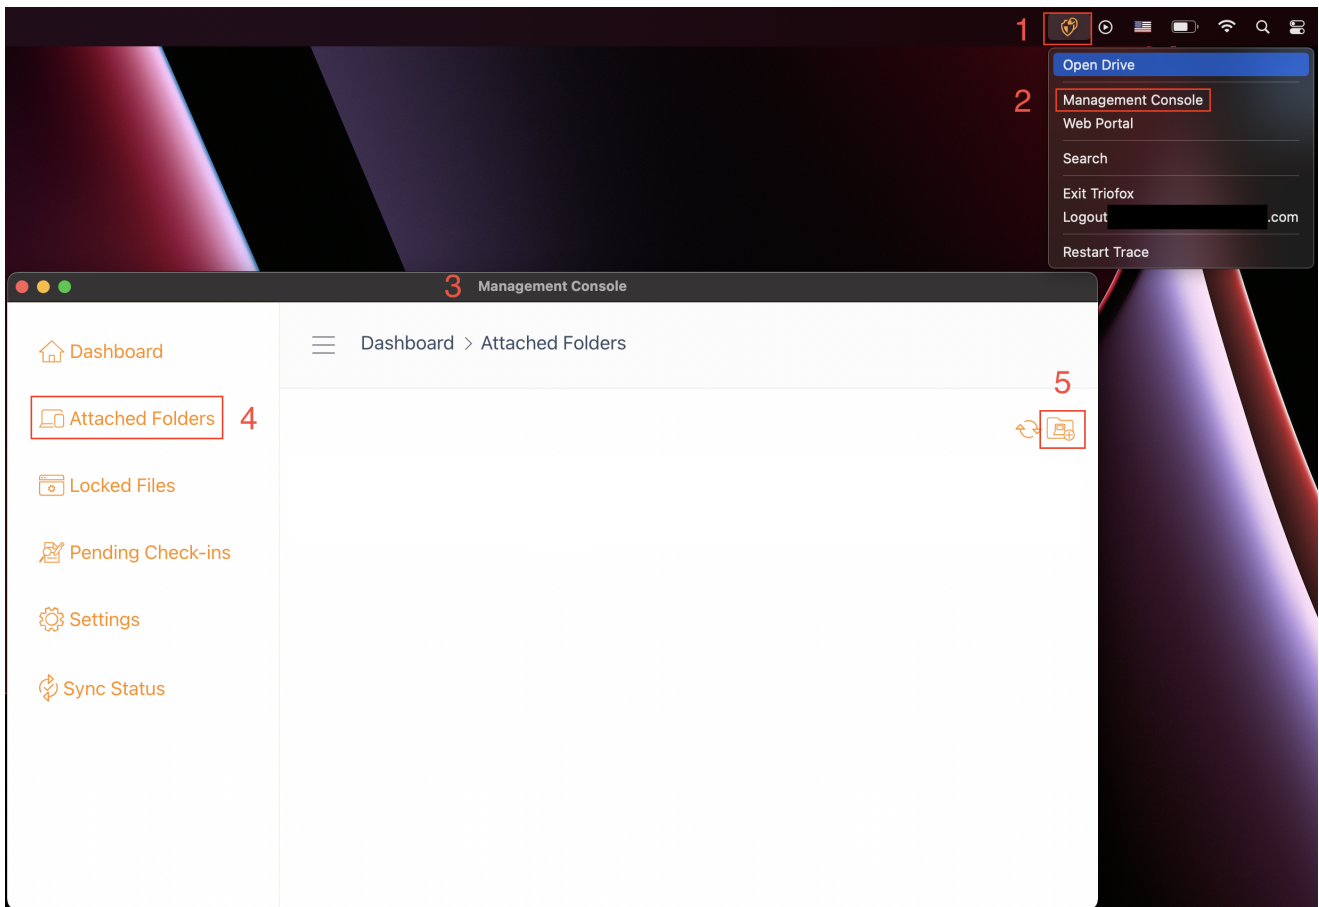 1
Open Drive
2
Management Console
Web Portal
Search
Exit Triofox
Logout .com
Restart Trace
3 Management Console
Dashboard
Dashboard > Attached Folders
5
Attached Folders 4
Locked Files
Pending Check-ins
Settings
Sync Status